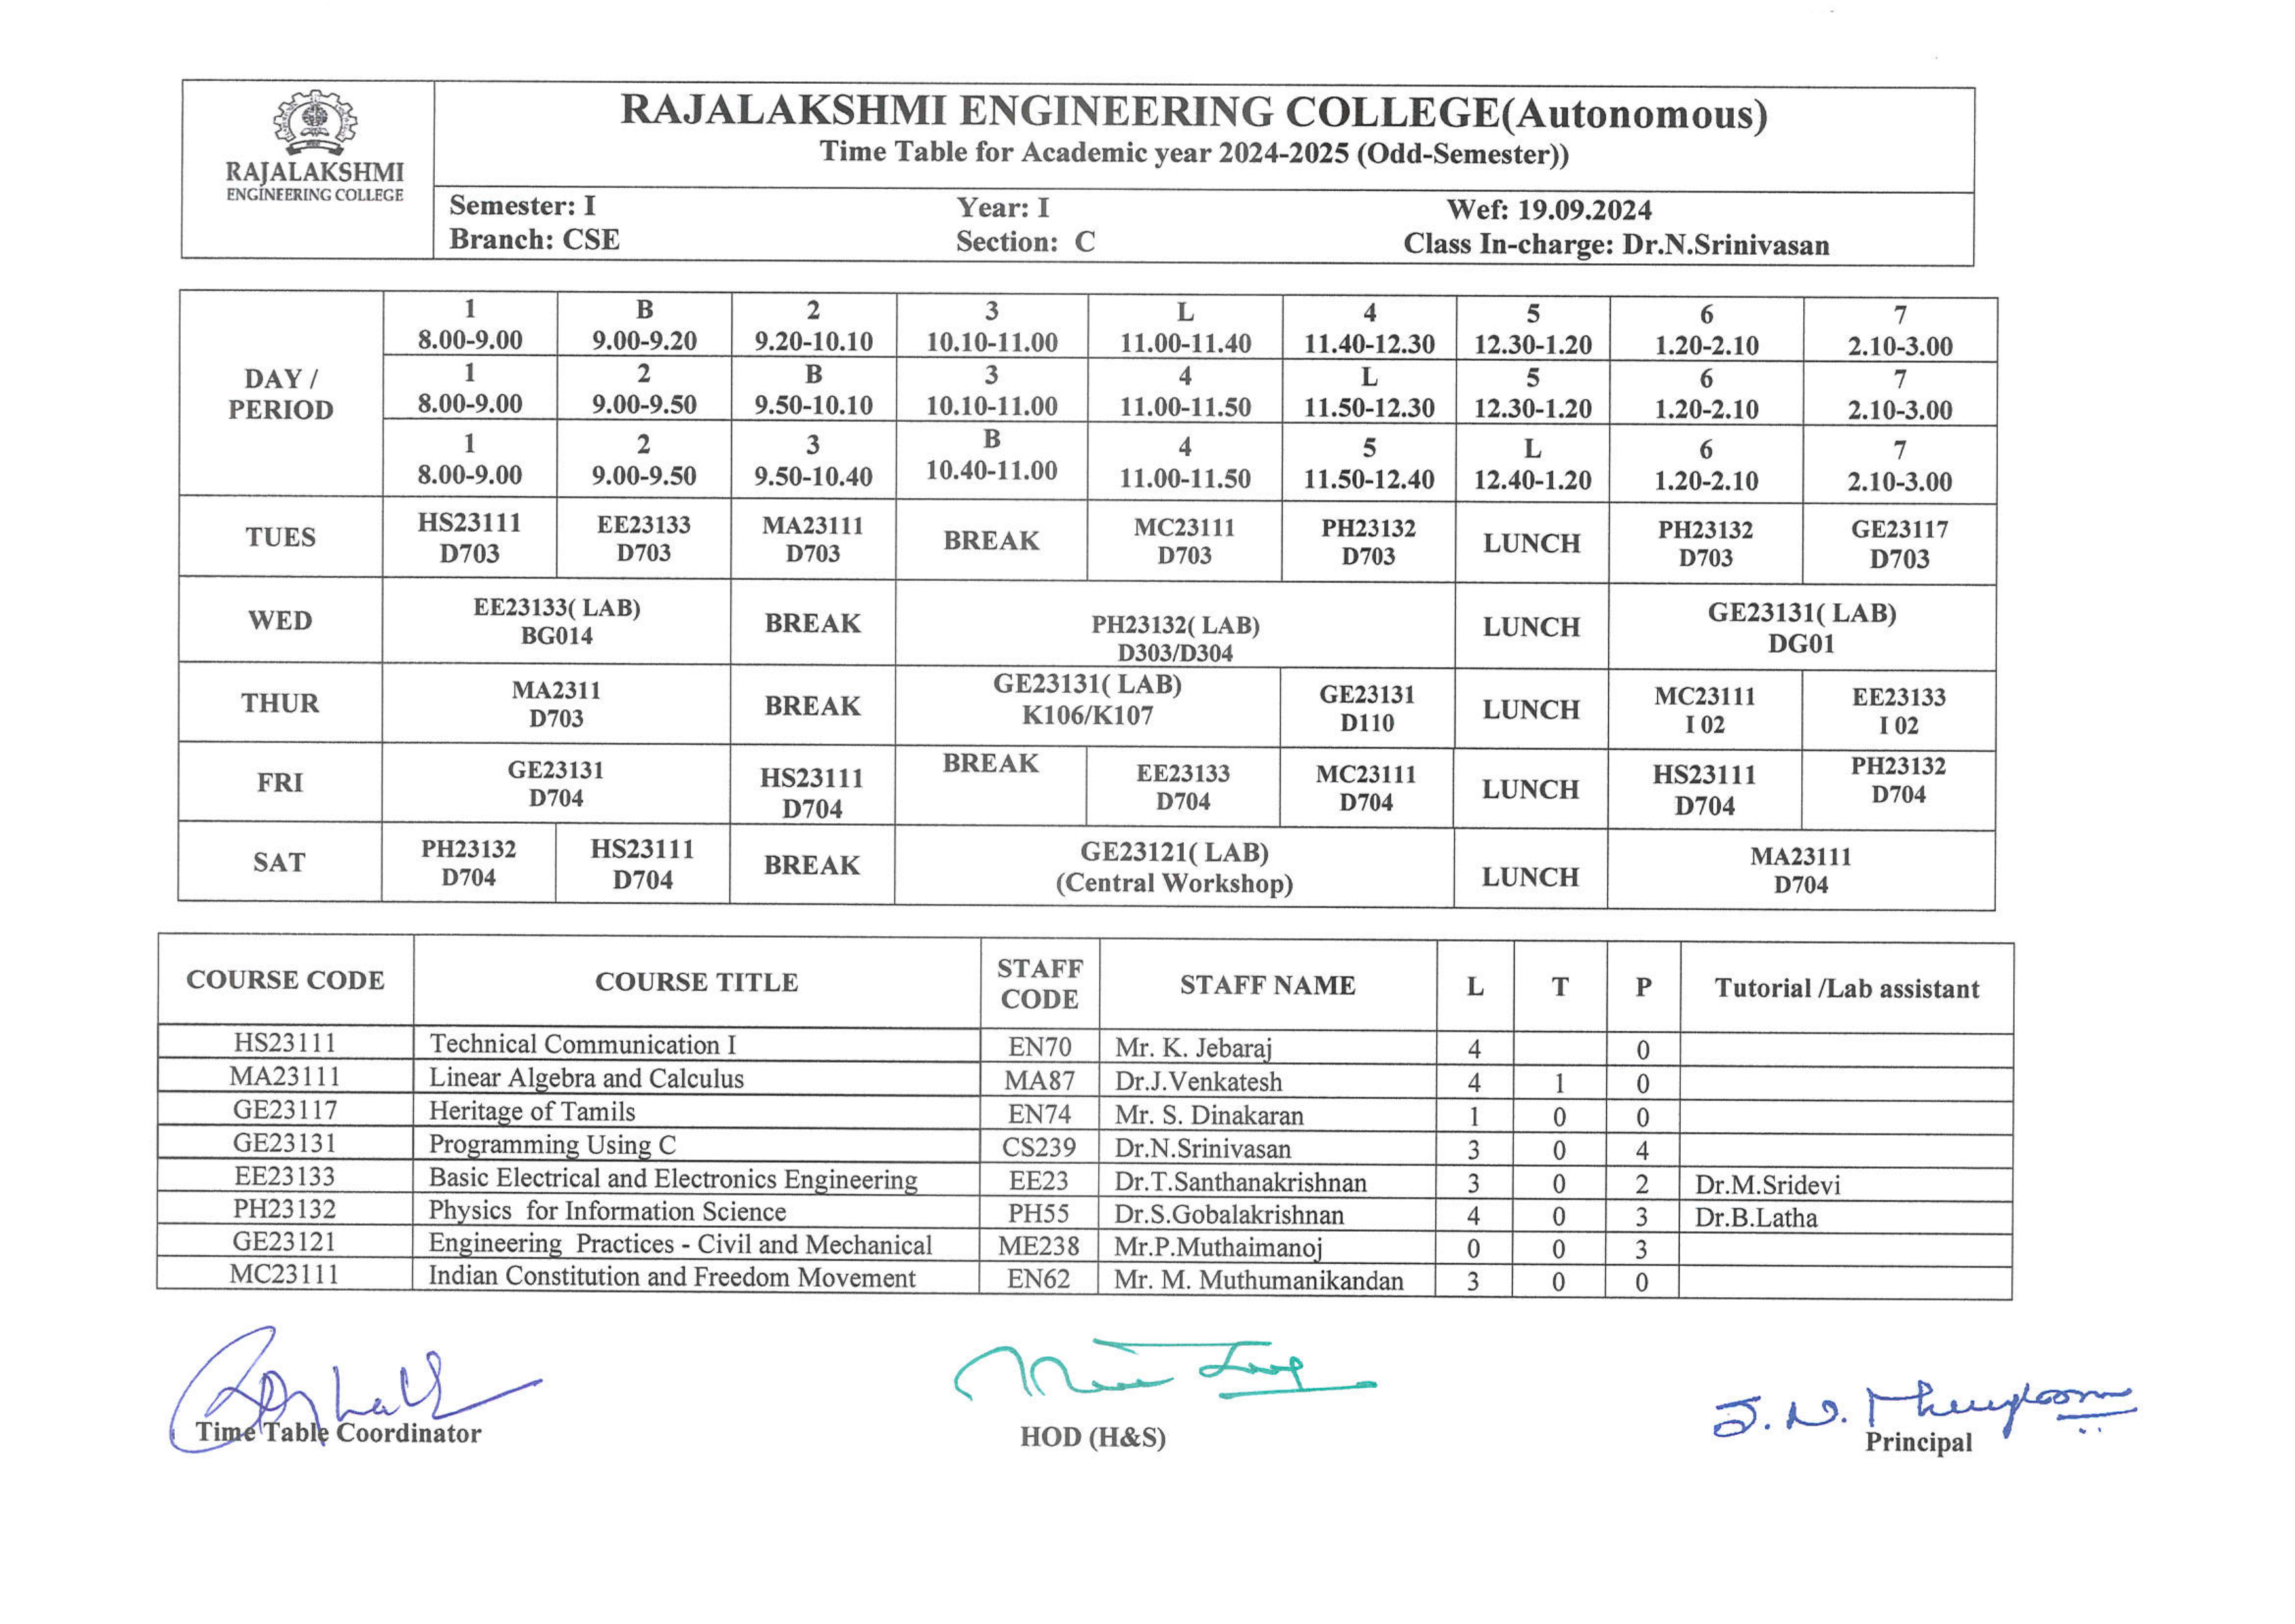 RAJALAKSHMI
ENGINEERING COLLEGE
RAJALAKSHMI ENGINEERING COLLEGE(Autonomous)
Time Table for Academic year 2024-2025 (Odd-Semester))
Semester: I Year: I Wef: 19.09.2024
Branch: CSE Section: C Class In-charge: Dr.N.Srinivasan
DAY / PERIOD
1 B 2 3 L 4 5 6 7
8.00-9.00 9.00-9.20 9.20-10.10 10.10-11.00 11.00-11.40 11.40-12.30 12.30-1.20 1.20-2.10 2.10-3.00
1 2 B 3 4 L 5 6 7
8.00-9.00 9.00-9.50 9.50-10.10 10.10-11.00 11.00-11.50 11.50-12.30 12.30-1.20 1.20-2.10 2.10-3.00
1 2 3 B 4 5 L 6 7
8.00-9.00 9.00-9.50 9.50-10.40 10.40-11.00 11.00-11.50 11.50-12.40 12.40-1.20 1.20-2.10 2.10-3.00
TUES HS23111 EE23133 MA23111 BREAK MC23111 PH23132 LUNCH PH23132 GE23117
D703 D703 D703 D703 D703 D703 D703
WED EE23133( LAB) BREAK PH23132( LAB) LUNCH GE23131( LAB)
BG014 D303/D304 DG01
THUR MA2311 BREAK GE23131( LAB) GE23131 LUNCH MC23111 EE23133
D703 K106/K107 D110 I 02 I 02
FRI GE23131 HS23111 BREAK EE23133 MC23111 LUNCH HS23111 PH23132
D704 D704 D704 D704 D704 D704
SAT PH23132 HS23111 BREAK GE23121( LAB) LUNCH MA23111
D704 D704 (Central Workshop) D704
COURSE CODE COURSE TITLE STAFF CODE STAFF NAME L T P Tutorial /Lab assistant
HS23111 Technical Communication I EN70 Mr. K. Jebaraj 4 0
MA23111 Linear Algebra and Calculus MA87 Dr.J.Venkatesh 4 1 0
GE23117 Heritage of Tamils EN74 Mr. S. Dinakaran 1 0 0
GE23131 Programming Using C CS239 Dr.N.Srinivasan 3 0 4
EE23133 Basic Electrical and Electronics Engineering EE23 Dr.T.Santhanakrishnan 3 0 2 Dr.M.Sridevi
PH23132 Physics for Information Science PH55 Dr.S.Gobalakrishnan 4 0 3 Dr.B.Latha
GE23121 Engineering Practices - Civil and Mechanical ME238 Mr.P.Muthaimanoj 0 0 3
MC23111 Indian Constitution and Freedom Movement EN62 Mr. M. Muthumanikandan 3 0 0
Time Table Coordinator HOD (H&S) Principal